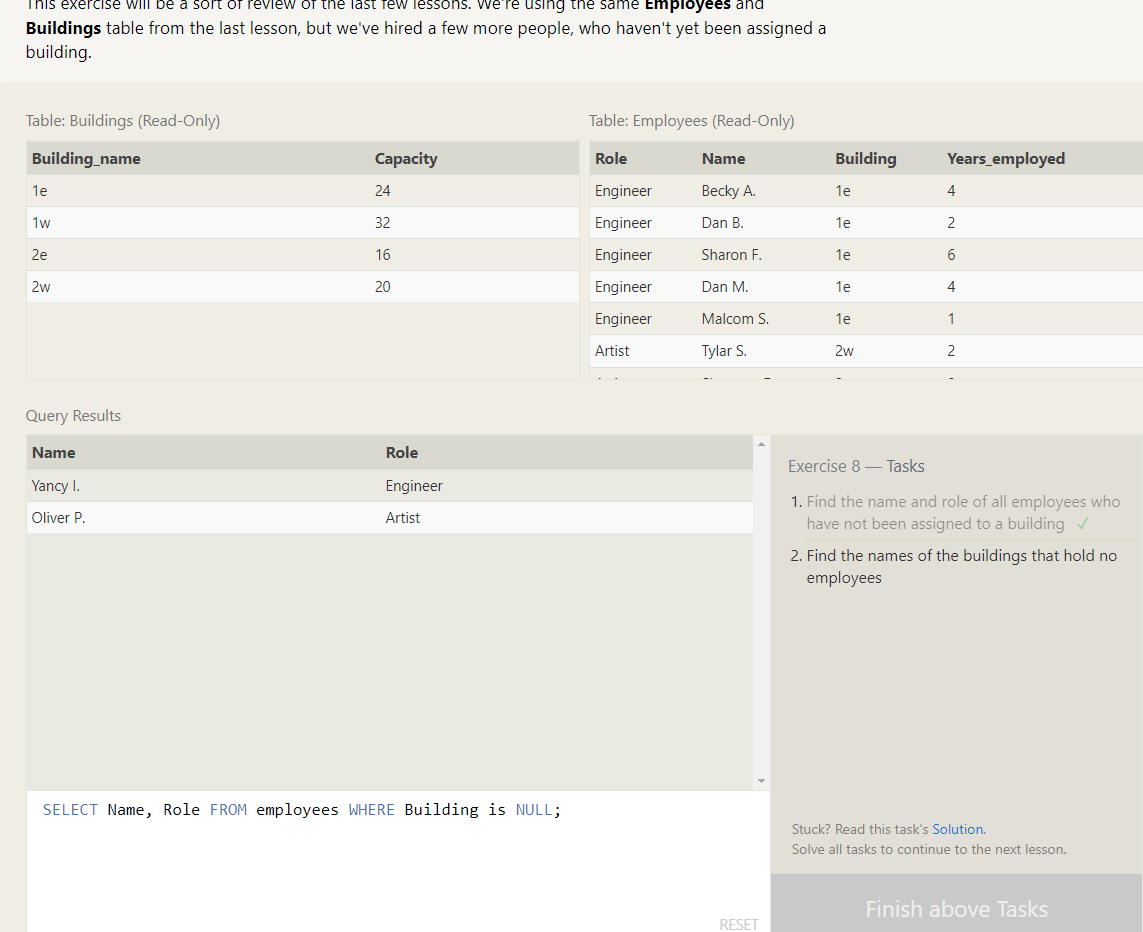 This exercise will be a sort of review of the last few lessons. We're using the same Employees and
Buildings table from the last lesson, but we've hired a few more people, who haven't yet been assigned a
building.
Table: Buildings (Read-Only)
Building_name Capacity
1e 24
1w 32
2e 16
2w 20
Table: Employees (Read-Only)
Role Name Building Years_employed
Engineer Becky A. 1e 4
Engineer Dan B. 1e 2
Engineer Sharon F. 1e 6
Engineer Dan M. 1e 4
Engineer Malcom S. 1e 1
Artist Tylar S. 2w 2
Query Results
Name Role
Yancy I. Engineer
Oliver P. Artist
Exercise 8 — Tasks
1. Find the name and role of all employees who
have not been assigned to a building ✓
2. Find the names of the buildings that hold no
employees
SELECT Name, Role FROM employees WHERE Building is NULL;
RESET
Stuck? Read this task's Solution.
Solve all tasks to continue to the next lesson.
Finish above Tasks